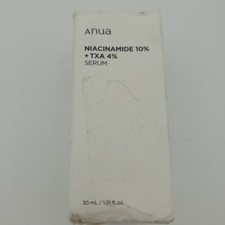 Anua
NIACINAMIDE 10%
+ TXA 4%
SERUM
30 mL / 1.01 fl.oz